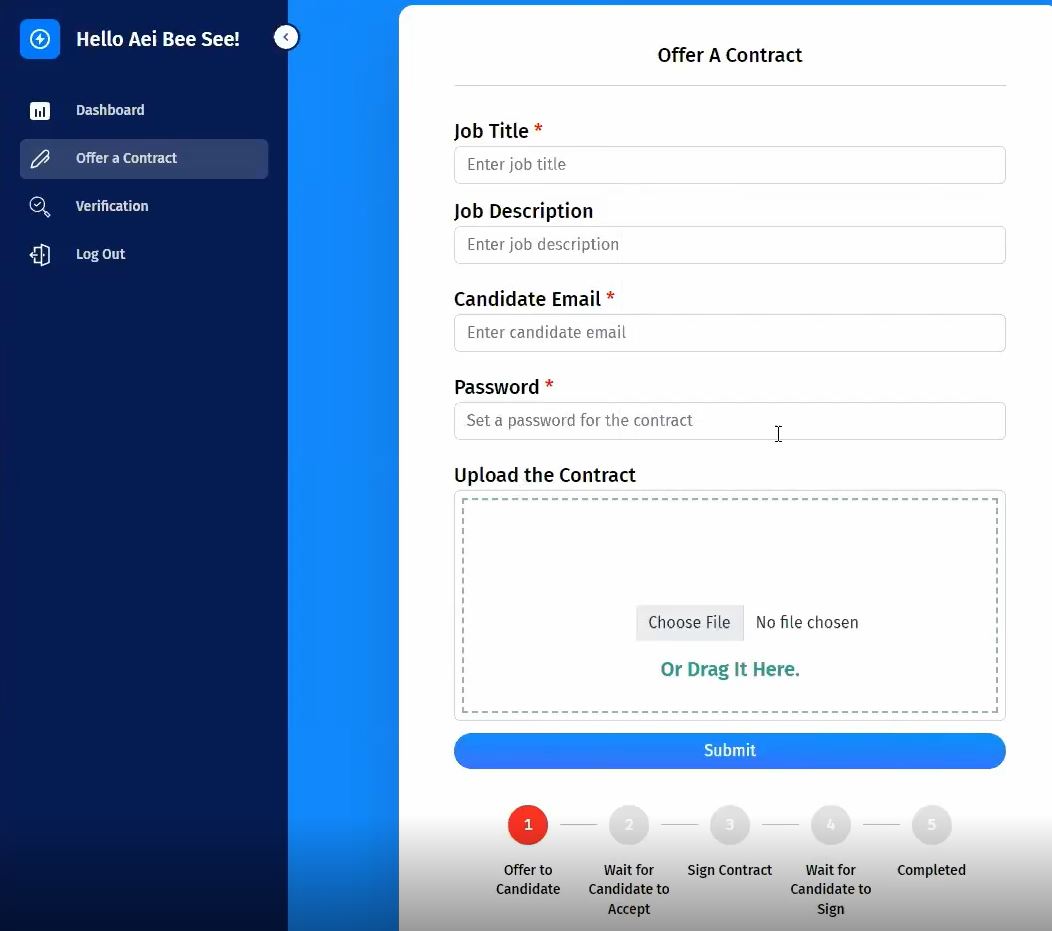 Hello Aei Bee See!
Dashboard
Offer a Contract
Verification
Log Out
Offer A Contract
Job Title *
Enter job title
Job Description
Enter job description
Candidate Email *
Enter candidate email
Password *
Set a password for the contract
Upload the Contract
Choose File No file chosen
Or Drag It Here.
Submit
1 2 3 4 5
Offer to Candidate
Wait for Candidate to Accept
Sign Contract
Wait for Candidate to Sign
Completed